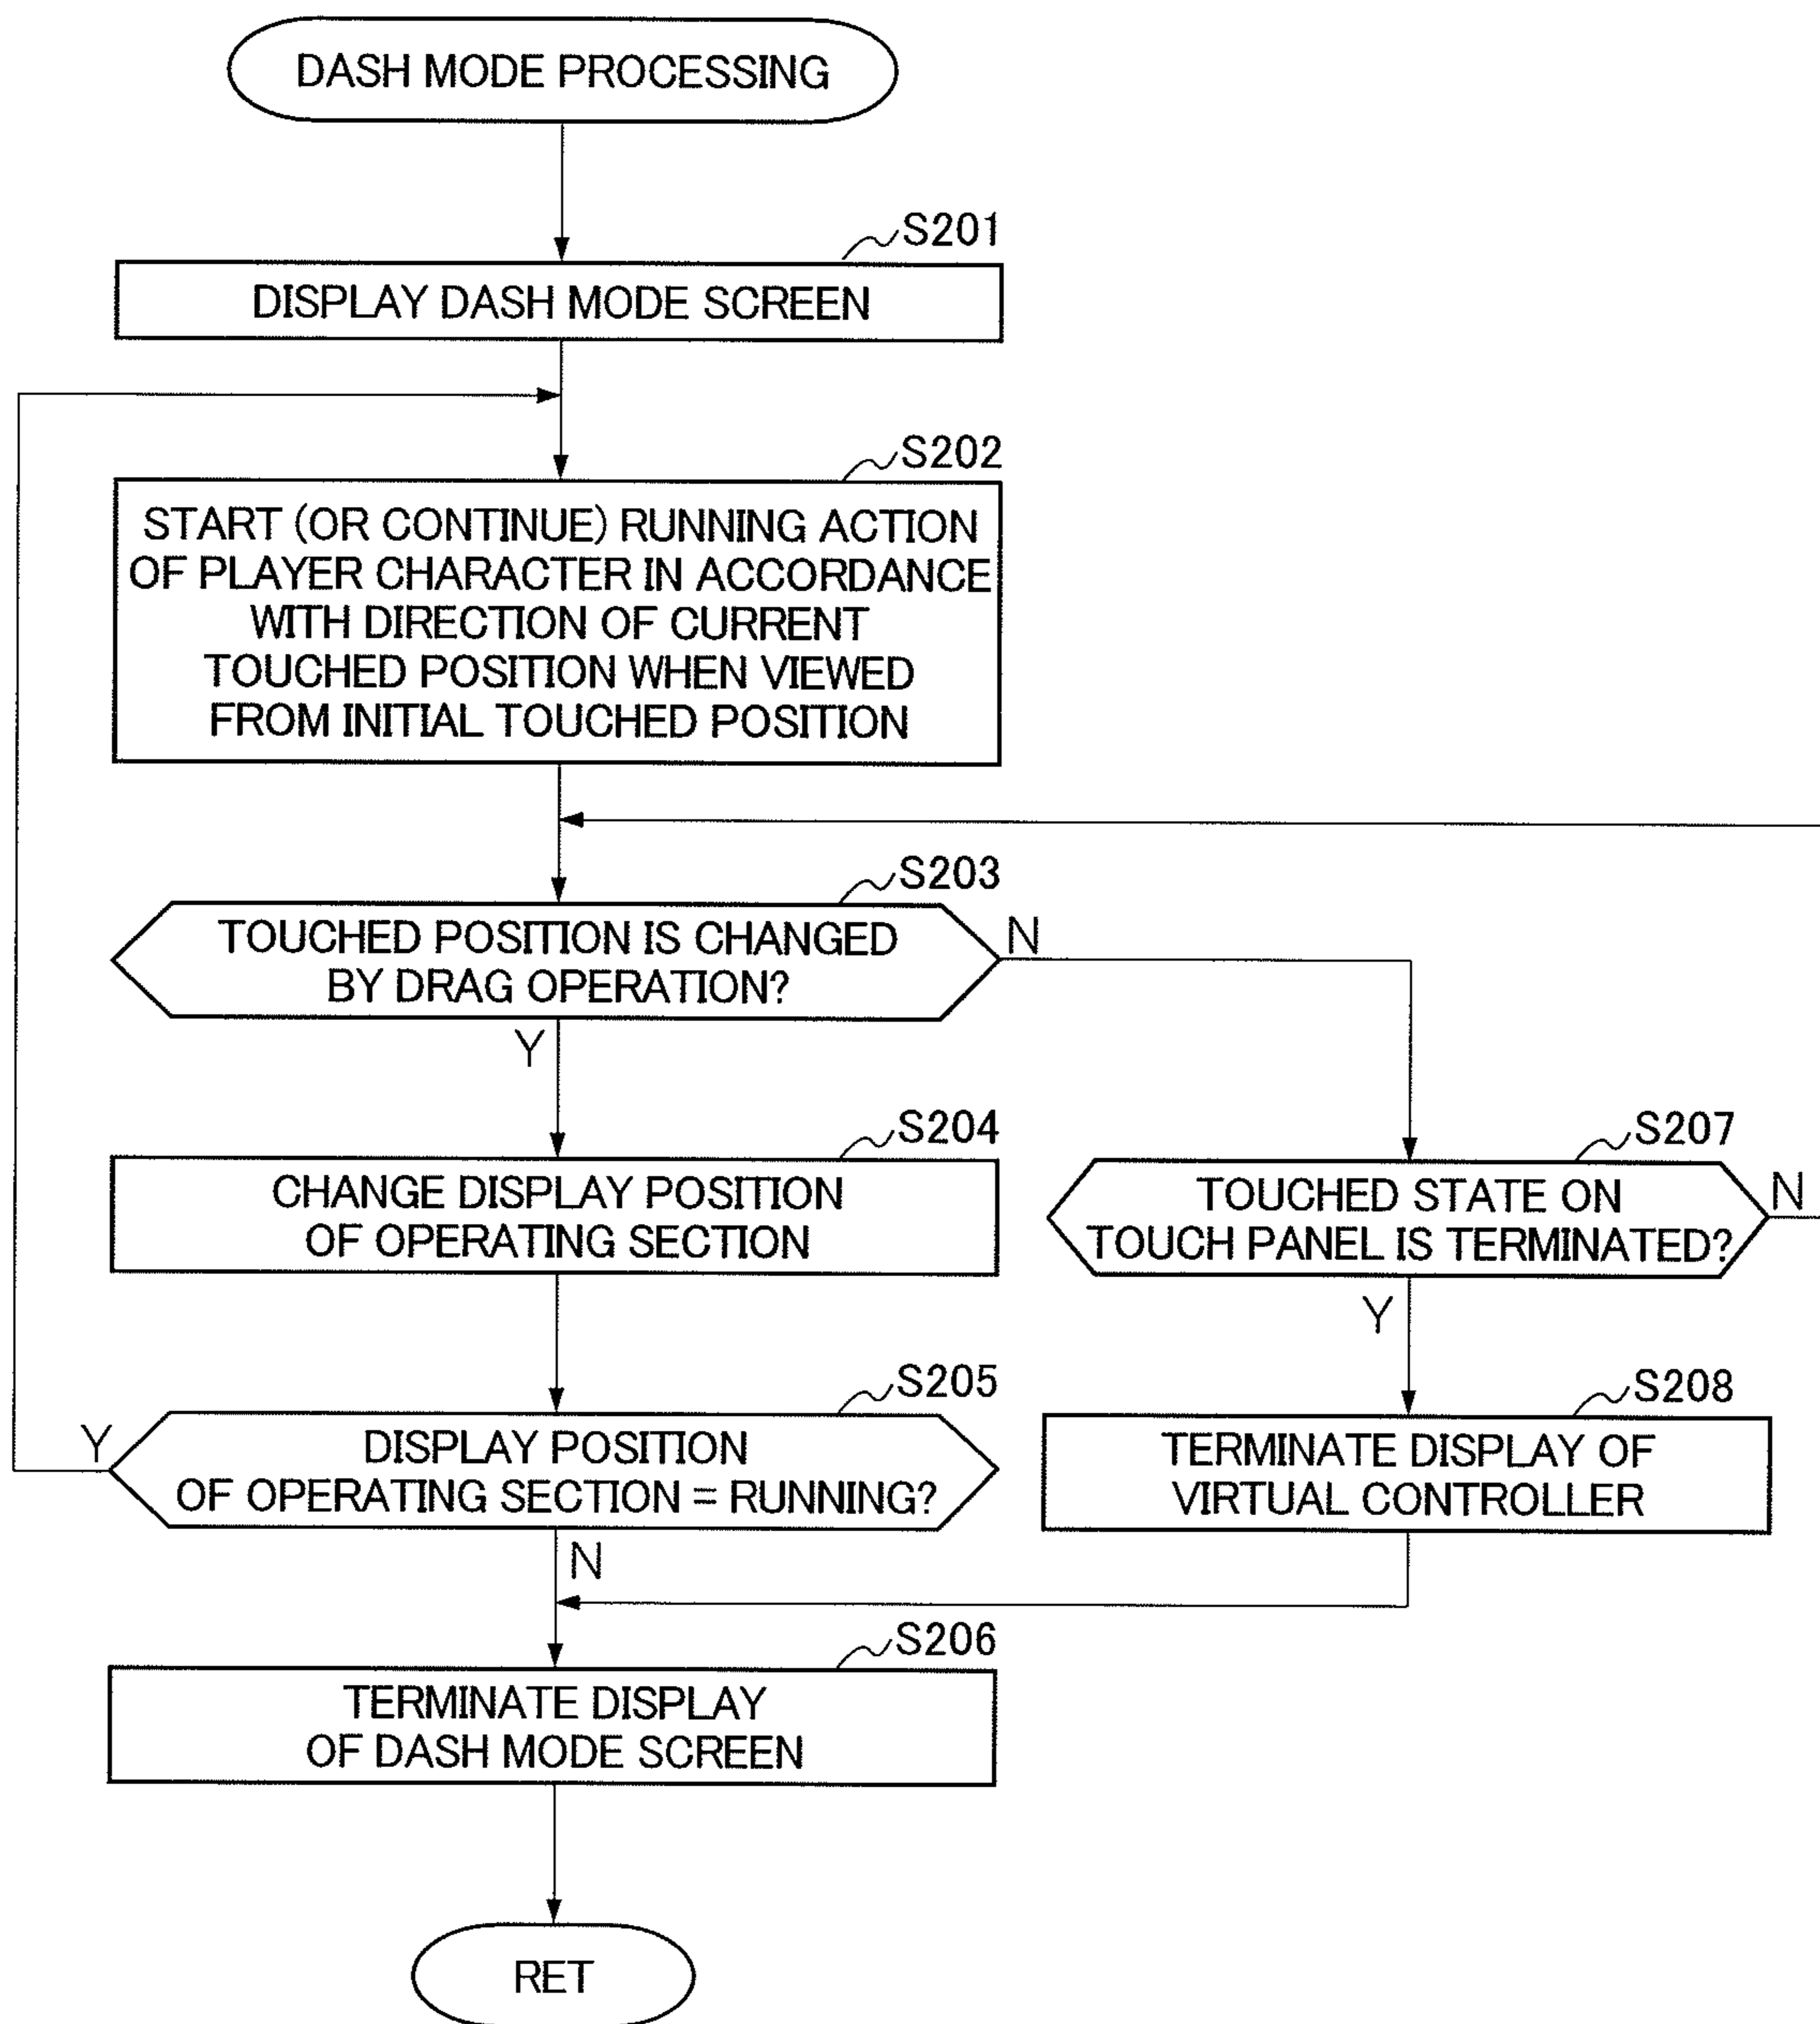 DASH MODE PROCESSING
S201
DISPLAY DASH MODE SCREEN
S202
START (OR CONTINUE) RUNNING ACTION
OF PLAYER CHARACTER IN ACCORDANCE
WITH DIRECTION OF CURRENT
TOUCHED POSITION WHEN VIEWED
FROM INITIAL TOUCHED POSITION
S203
TOUCHED POSITION IS CHANGED
BY DRAG OPERATION?
N
Y
S204
CHANGE DISPLAY POSITION
OF OPERATING SECTION
S207
TOUCHED STATE ON
TOUCH PANEL IS TERMINATED?
N
Y
S205
DISPLAY POSITION
OF OPERATING SECTION = RUNNING?
Y
N
S208
TERMINATE DISPLAY OF
VIRTUAL CONTROLLER
S206
TERMINATE DISPLAY
OF DASH MODE SCREEN
RET